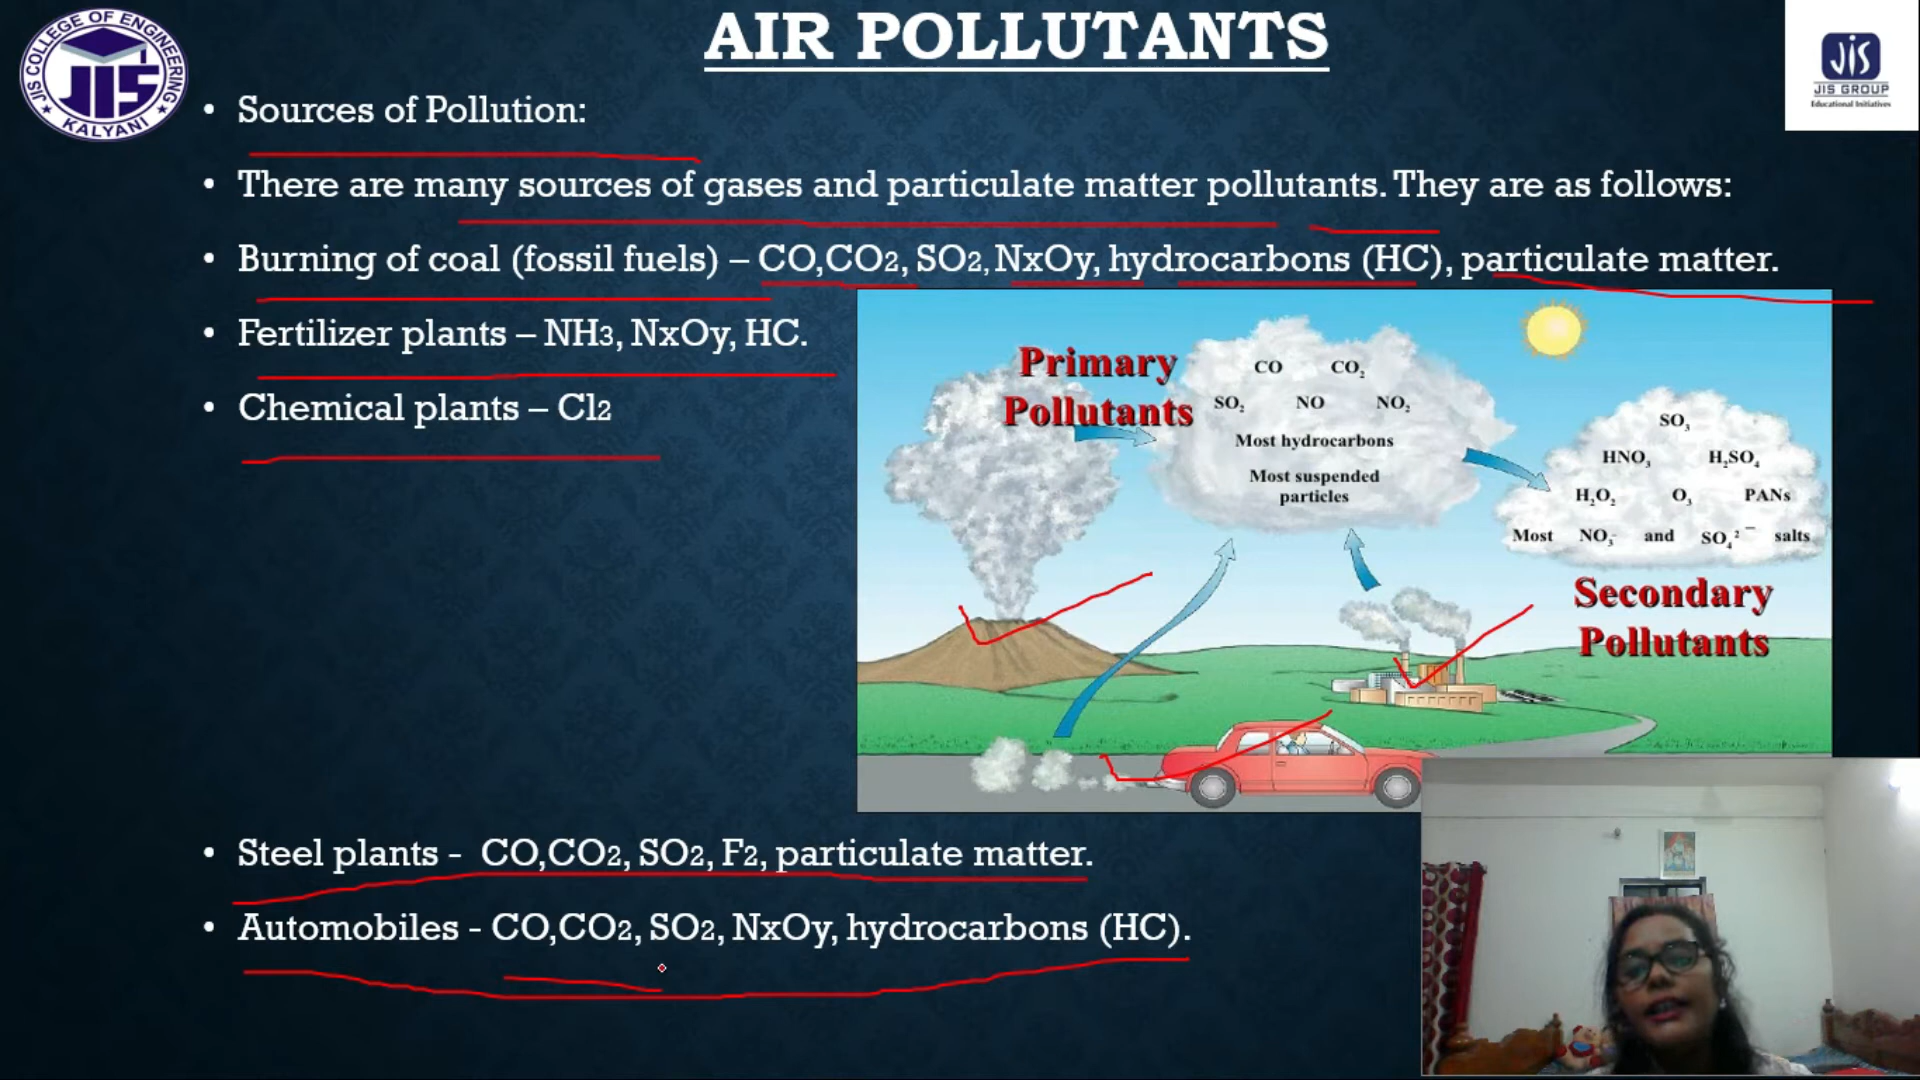 AIR POLLUTANTS
JIS COLLEGE OF ENGINEERING
JIS
KALYANI
JiS
JIS GROUP
Educational Initiatives
• Sources of Pollution:
• There are many sources of gases and particulate matter pollutants. They are as follows:
• Burning of coal (fossil fuels) – CO,CO2, SO2, NxOy, hydrocarbons (HC), particulate matter.
• Fertilizer plants – NH3, NxOy, HC.
• Chemical plants – Cl2
Primary
Pollutants
CO CO₂
SO₂ NO NO₂
Most hydrocarbons
Most suspended
particles
SO₃
HNO₃ H₂SO₄
H₂O₂ O₃ PANs
Most NO₃⁻ and SO₄²⁻ salts
Secondary
Pollutants
• Steel plants - CO,CO2, SO2, F2, particulate matter.
• Automobiles - CO,CO2, SO2, NxOy, hydrocarbons (HC).